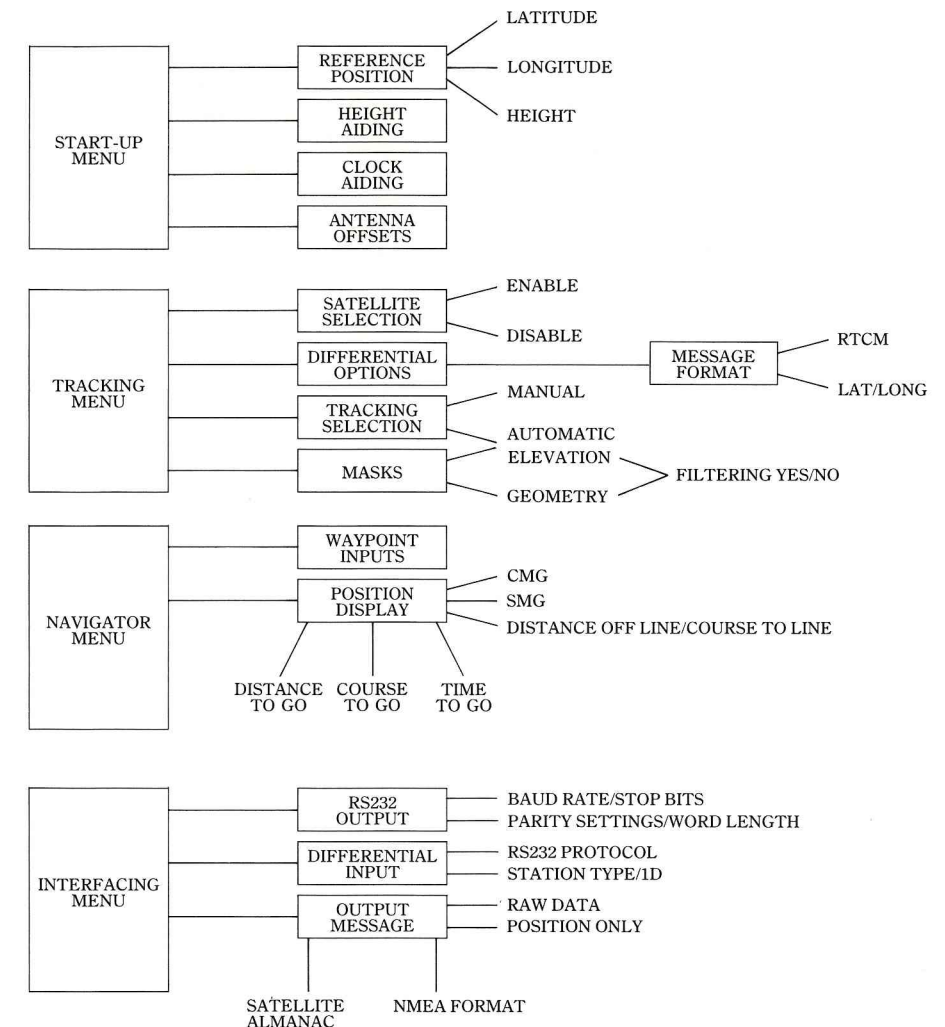 LATITUDE
REFERENCE
POSITION
LONGITUDE
HEIGHT
HEIGHT
AIDING
START-UP
MENU
CLOCK
AIDING
ANTENNA
OFFSETS
ENABLE
SATELLITE
SELECTION
DISABLE
RTCM
DIFFERENTIAL
OPTIONS
MESSAGE
FORMAT
LAT/LONG
TRACKING
MENU
MANUAL
TRACKING
SELECTION
AUTOMATIC
ELEVATION
MASKS
FILTERING YES/NO
GEOMETRY
WAYPOINT
INPUTS
CMG
POSITION
DISPLAY
SMG
DISTANCE OFF LINE/COURSE TO LINE
NAVIGATOR
MENU
DISTANCE
TO GO
COURSE
TO GO
TIME
TO GO
RS232
OUTPUT
BAUD RATE/STOP BITS
PARITY SETTINGS/WORD LENGTH
DIFFERENTIAL
INPUT
RS232 PROTOCOL
STATION TYPE/1D
INTERFACING
MENU
OUTPUT
MESSAGE
RAW DATA
POSITION ONLY
SATELLITE
ALMANAC
NMEA FORMAT